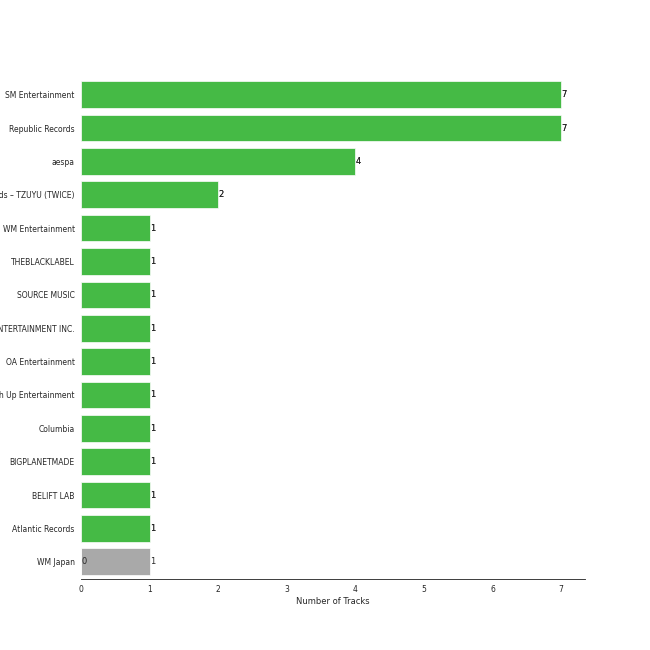 SM Entertainment 7
Republic Records 7
aespa 4
– TZUYU (TWICE) 2
WM Entertainment 1
THEBLACKLABEL 1
SOURCE MUSIC 1
INC. 1
OA Entertainment 1
Up Entertainment 1
Columbia 1
BIGPLANETMADE 1
BELIFT LAB 1
Atlantic Records 1
WM Japan 0 1
0 1 2 3 4 5 6 7
Number of Tracks